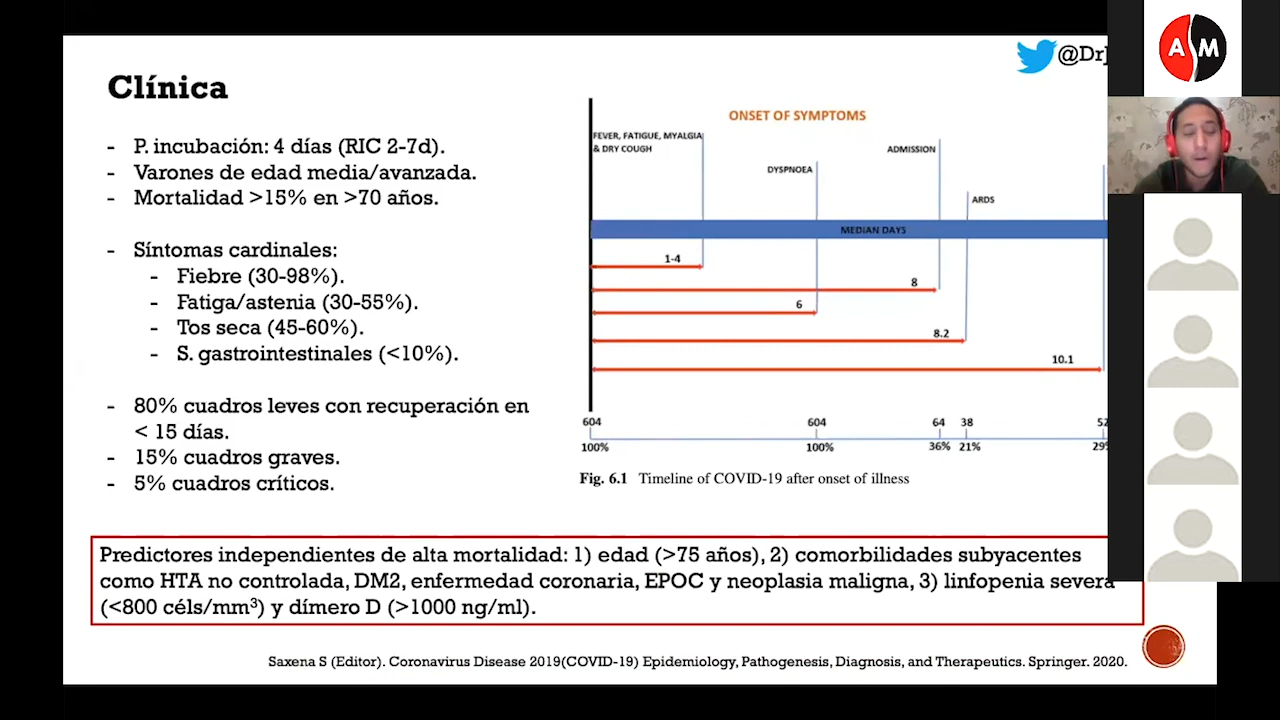 @DrJ
A M
Clínica
- P. incubación: 4 días (RIC 2-7d).
- Varones de edad media/avanzada.
- Mortalidad >15% en >70 años.
- Síntomas cardinales:
- Fiebre (30-98%).
- Fatiga/astenia (30-55%).
- Tos seca (45-60%).
- S. gastrointestinales (<10%).
- 80% cuadros leves con recuperación en
< 15 días.
- 15% cuadros graves.
- 5% cuadros críticos.
ONSET OF SYMPTOMS
FEVER, FATIGUE, MYALGIA
& DRY COUGH
DYSPNOEA
ADMISSION
ARDS
MEDIAN DAYS
1-4
8
6
8.2
10.1
604 604 64 38 52
100% 100% 36% 21% 29%
Fig. 6.1 Timeline of COVID-19 after onset of illness
Predictores independientes de alta mortalidad: 1) edad (>75 años), 2) comorbilidades subyacentes
como HTA no controlada, DM2, enfermedad coronaria, EPOC y neoplasia maligna, 3) linfopenia severa
(<800 céls/mm³) y dímero D (>1000 ng/ml).
Saxena S (Editor). Coronavirus Disease 2019(COVID-19) Epidemiology, Pathogenesis, Diagnosis, and Therapeutics. Springer. 2020.